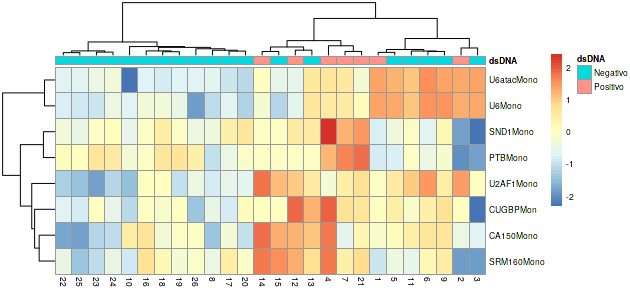 dsDNA
U6atacMono
U6Mono
SND1Mono
PTBMono
U2AF1Mono
CUGBPMono
CA150Mono
SRM160Mono
22 25 23 24 10 16 18 19 26 8 17 20 14 15 12 13 4 7 21 1 5 11 6 9 2 3
2
1
0
-1
-2
dsDNA
Negativo
Positivo